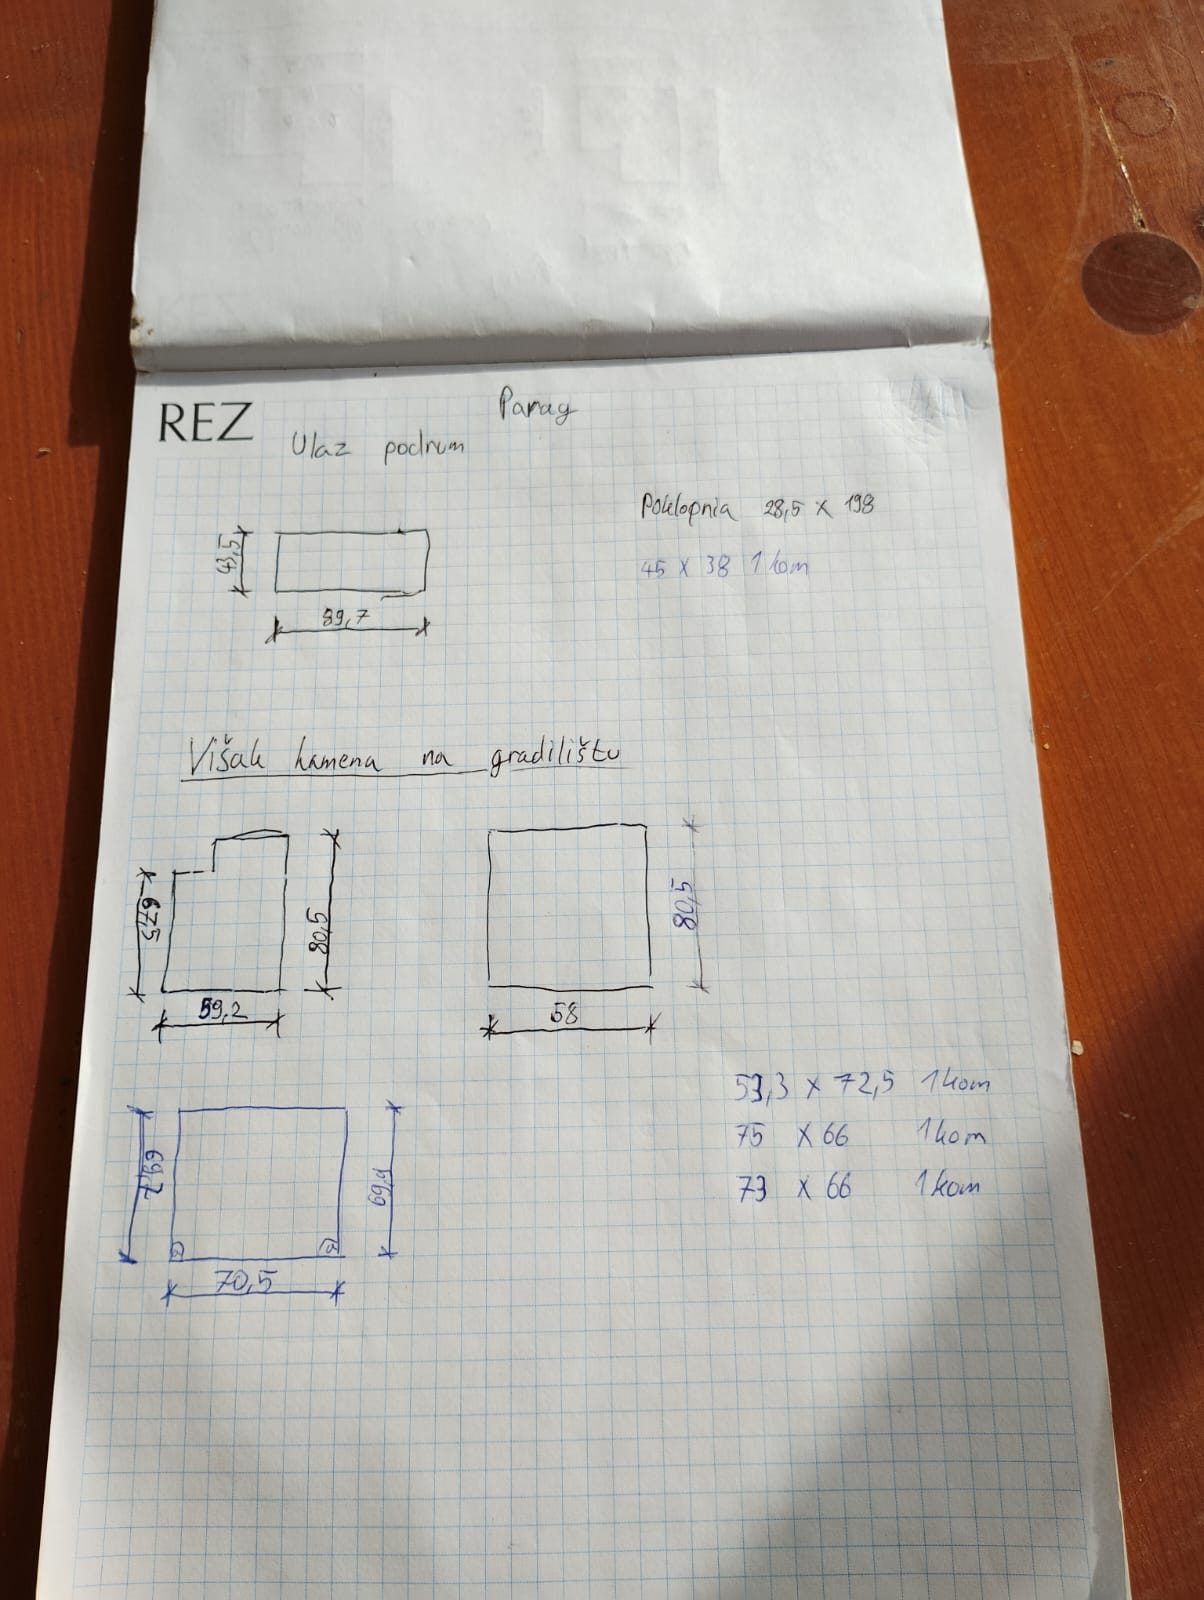 REZ
Parag
Ulaz podrum
Poklopnia 28,5 x 198
43,5
45 x 38 1 kom
89,7
Višak kamena na gradilištu
67,5
80,5
80,5
59,2
58
53,3 x 72,5 1 kom
75 x 66 1 kom
73 x 66 1 kom
69,2
69,9
70,5